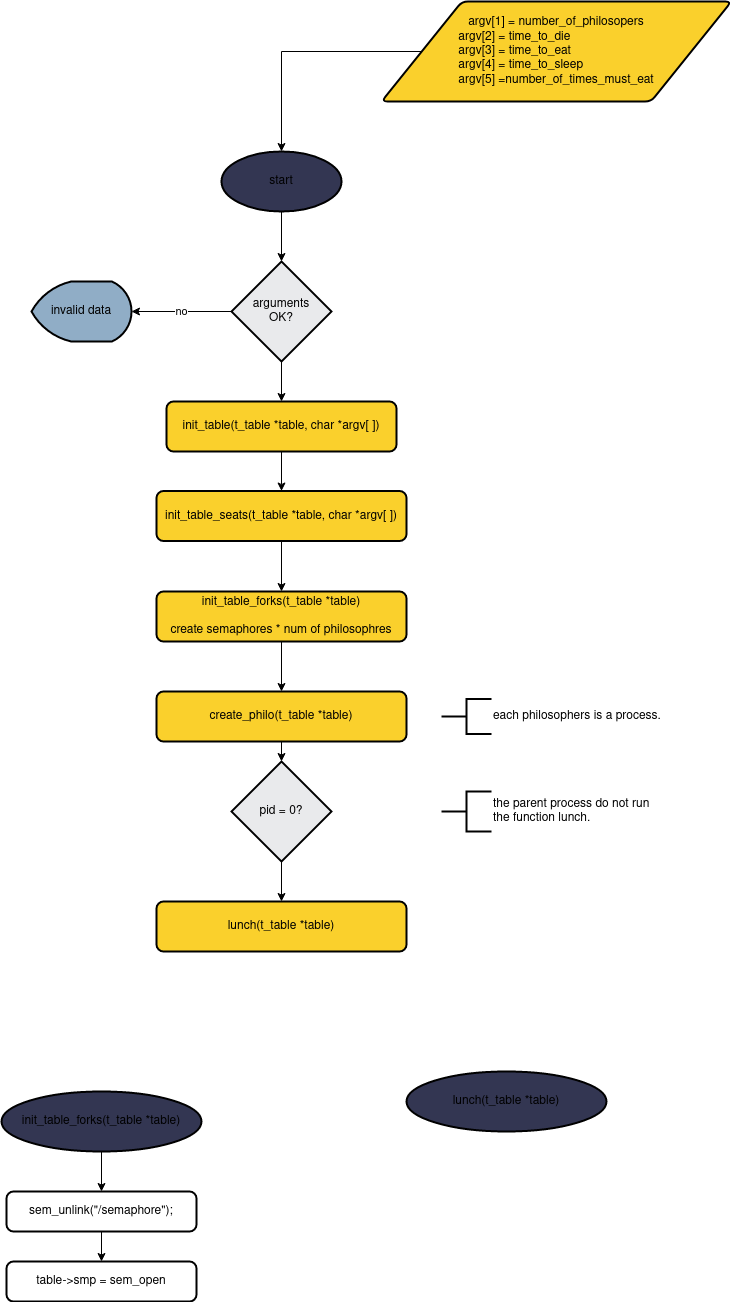 argv[1] = number_of_philosopers
argv[2] = time_to_die
argv[3] = time_to_eat
argv[4] = time_to_sleep
argv[5] =number_of_times_must_eat
start
arguments
OK?
no
invalid data
init_table(t_table *table, char *argv[ ])
init_table_seats(t_table *table, char *argv[ ])
init_table_forks(t_table *table)
create semaphores * num of philosophres
create_philo(t_table *table)
each philosophers is a process.
pid = 0?
the parent process do not run
the function lunch.
lunch(t_table *table)
init_table_forks(t_table *table)
lunch(t_table *table)
sem_unlink("/semaphore");
table->smp = sem_open